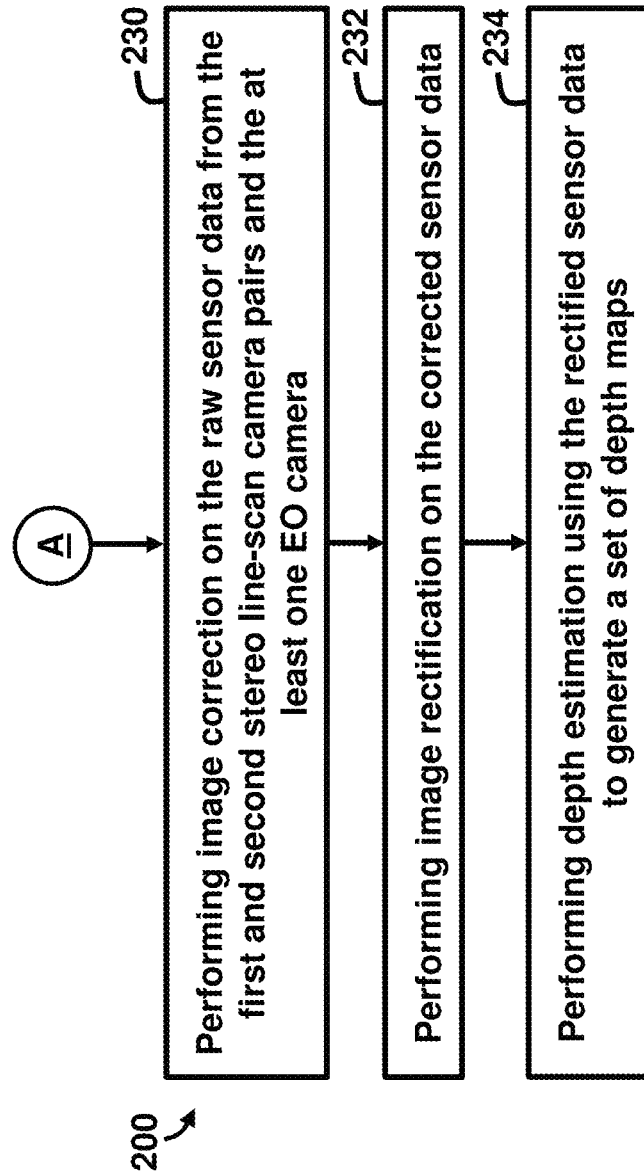 200
A
230
Performing image correction on the raw sensor data from the
first and second stereo line-scan camera pairs and the at
least one EO camera
232
Performing image rectification on the corrected sensor data
234
Performing depth estimation using the rectified sensor data
to generate a set of depth maps